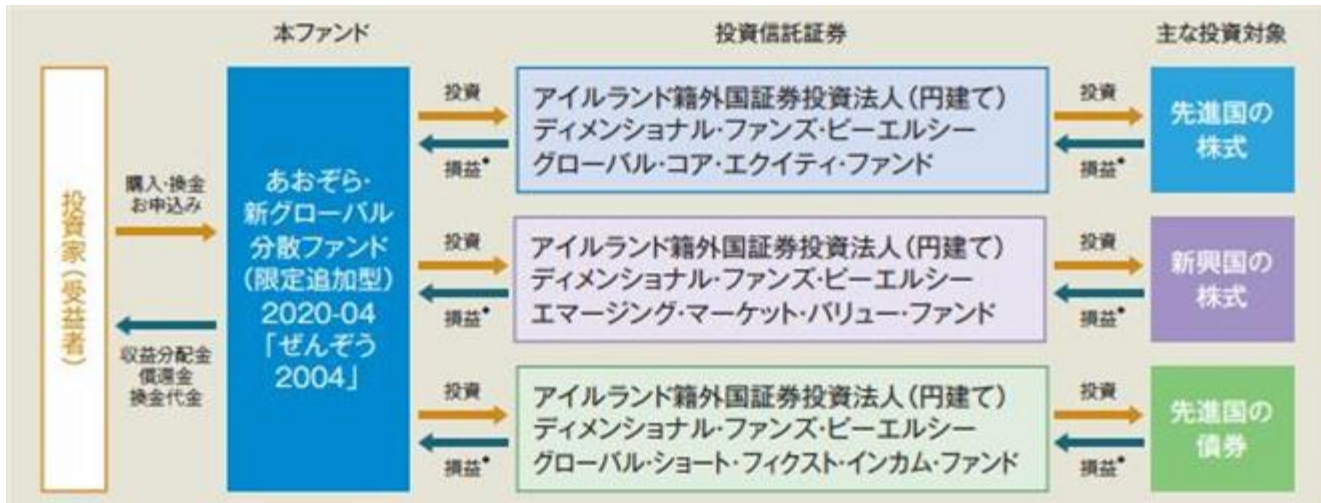 本ファンド
投資信託証券
主な投資対象
投資家(受益者)
購入・換金
お申込み
収益分配金
償還金
換金代金
あおぞら・
新グローバル
分散ファンド
(限定追加型)
2020-04
「ぜんぞう
2004」
投資
損益*
アイルランド籍外国証券投資法人(円建て)
ディメンショナル・ファンズ・ピーエルシー
グローバル・コア・エクイティ・ファンド
投資
損益*
先進国の
株式
投資
損益*
アイルランド籍外国証券投資法人(円建て)
ディメンショナル・ファンズ・ピーエルシー
エマージング・マーケット・バリュー・ファンド
投資
損益*
新興国の
株式
投資
損益*
アイルランド籍外国証券投資法人(円建て)
ディメンショナル・ファンズ・ピーエルシー
グローバル・ショート・フィクスト・インカム・ファンド
投資
損益*
先進国の
債券